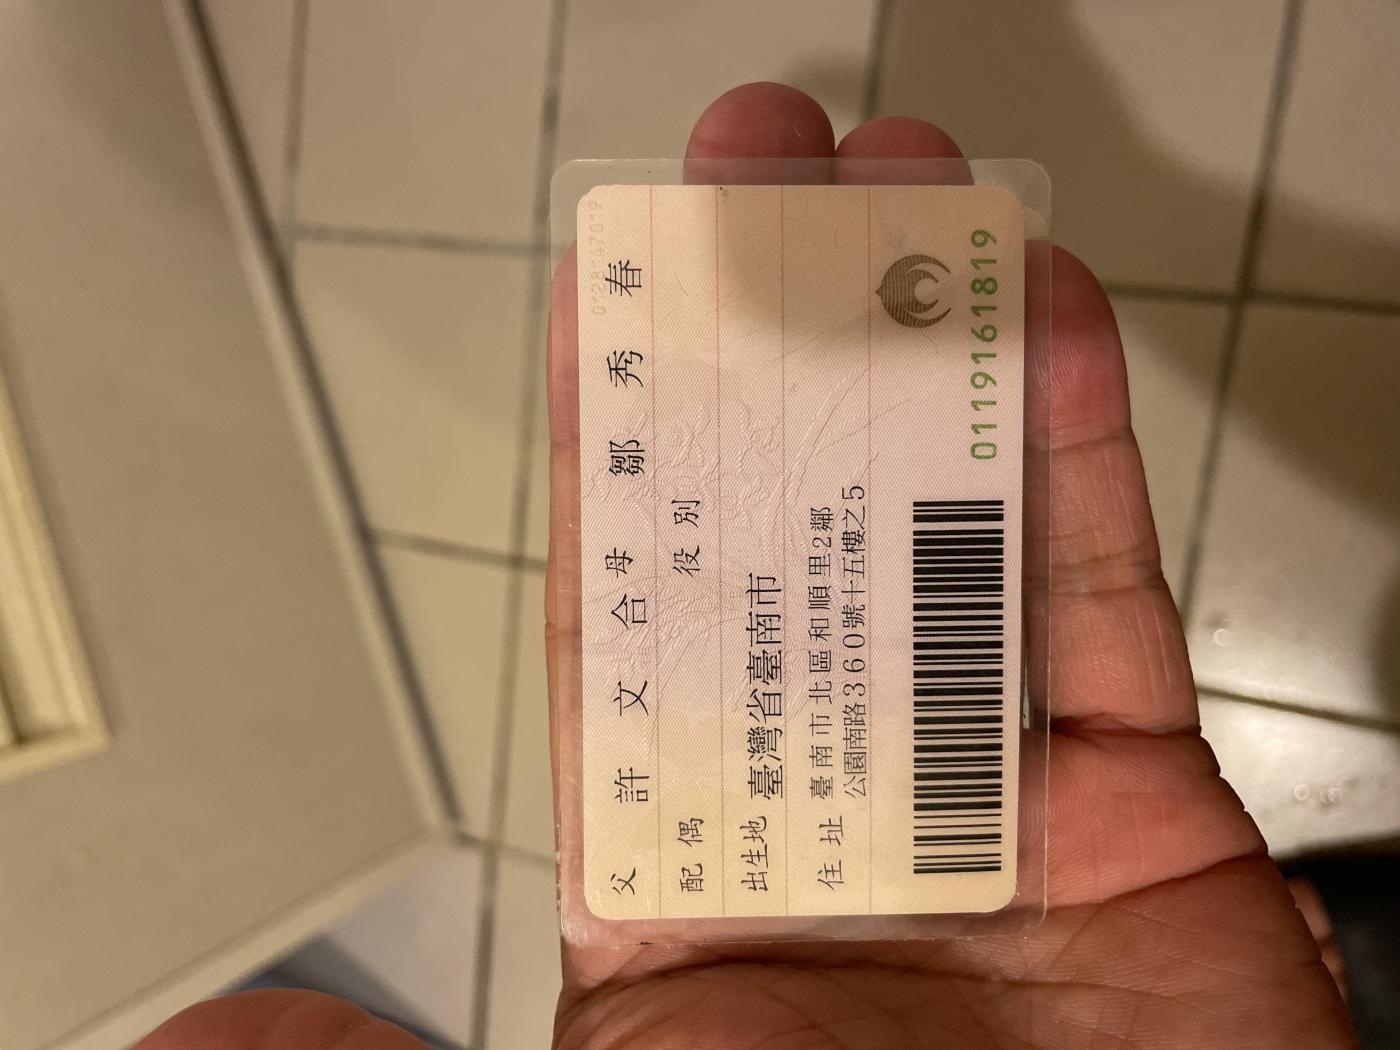 0128147019
父 許文合 母 鄒秀春
配偶 役別
出生地 臺灣省臺南市
住址 臺南市北區和順里2鄰
公園南路360號十五樓之5
0119161819